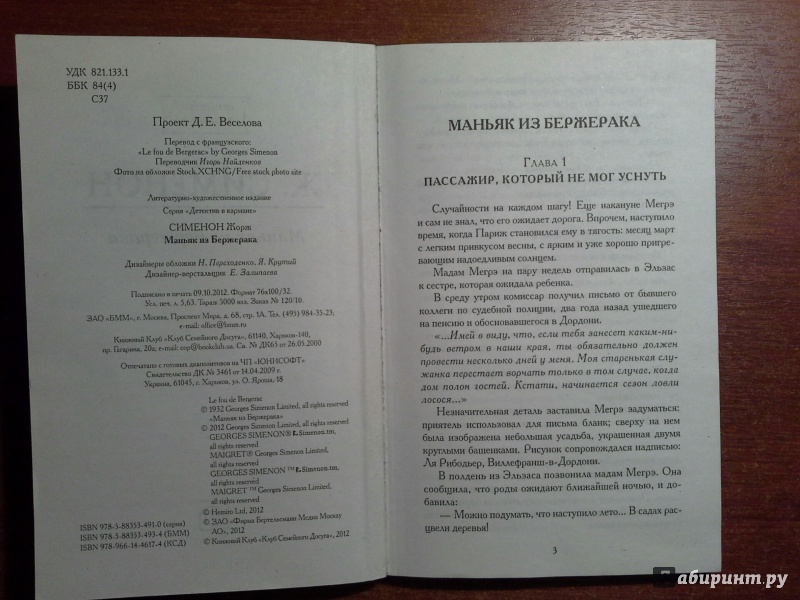 УДК 821.133.1
ББК 84(4)
С37
Проект Д. Е. Веселова
Перевод с французского:
«Le fou de Bergerac» by Georges Simenon
Переводчик Игорь Найденков
Фото на обложке Stock.XCHNG/Free stock photo site
Литературно-художественное издание
Серия «Детектив в кармане»
СИМЕНОН Жорж
Маньяк из Бержерака
Дизайнеры обложки Н. Переходенко, Я. Крутий
Дизайнер-верстальщик Е. Залипаева
Подписано в печать 09.10.2012. Формат 76x100/32.
Усл. печ. л. 5,63. Тираж 3000 экз. Заказ № 120/10.
ЗАО «БММ», г. Москва, Проспект Мира, д. 68, стр. 1А. Тел. (495) 984-35-23;
e-mail: office@bmm.ru
Книжный Клуб «Клуб Семейного Досуга», 61140, Харьков-140,
пр. Гагарина, 20а; e-mail: cop@bookclub.ua. Св. № ДК65 от 26.05.2000
Отпечатано с готовых диапозитивов на ЧП «ЮНИСОФТ»
Свидетельство ДК № 3461 от 14.04.2009 г.
Украина, 61045, г. Харьков, ул. О. Яроша, 18
Le fou de Bergerac
© 1932 Georges Simenon Limited, all rights reserved
«Маньяк из Бержерака»
© 2012 Georges Simenon Limited,
all rights reserved
GEORGES SIMENON® Simenon.tm,
all rights reserved
MAIGRET® Georges Simenon Limited,
all rights reserved
GEORGES SIMENON ™ Simenon.tm,
all rights reserved
MAIGRET ™ Georges Simenon Limited,
all rights reserved
© Hemiro Ltd, 2012
© ЗАО «Фирма Бертельсманн Медиа Москау
АО», 2012
© Книжный Клуб «Клуб Семейного Досуга», 2012
ISBN 978-5-88353-491-0 (серия)
ISBN 978-5-88353-493-4 (БММ)
ISBN 978-966-14-4617-4 (КСД)
МАНЬЯК ИЗ БЕРЖЕРАКА
Глава 1
ПАССАЖИР, КОТОРЫЙ НЕ МОГ УСНУТЬ
Случайности на каждом шагу! Еще накануне Мегрэ
и сам не знал, что его ожидает дорога. Впрочем, наступило
время, когда Париж становился ему в тягость: месяц март
с легким привкусом весны, с ярким и уже хорошо пригре-
вающим надоедливым солнцем.
Мадам Мегрэ на пару недель отправилась в Эльзас
к сестре, которая ожидала ребенка.
В среду утром комиссар получил письмо от бывшего
коллеги по судебной полиции, два года назад ушедшего
на пенсию и обосновавшегося в Дордони.
«...Имей в виду, что, если тебя занесет каким-ни-
будь ветром в наши края, ты обязательно должен
провести несколько дней у меня. Моя старенькая слу-
жанка перестает ворчать только в том случае, когда
дом полон гостей. Кстати, начинается сезон ловли
лосося...»
Незначительная деталь заставила Мегрэ задуматься:
приятель использовал для письма бланк; сверху на нем
была изображена небольшая усадьба, украшенная двумя
круглыми башенками. Рисунок сопровождался надписью:
Ля Рибодьер, Виллефранш-в-Дордони.
В полдень из Эльзаса позвонила мадам Мегрэ. Она
сообщила, что роды ожидают ближайшей ночью, и до-
бавила:
— Можно подумать, что наступило лето... В садах рас-
цвели деревья!
3
лабиринт.ру